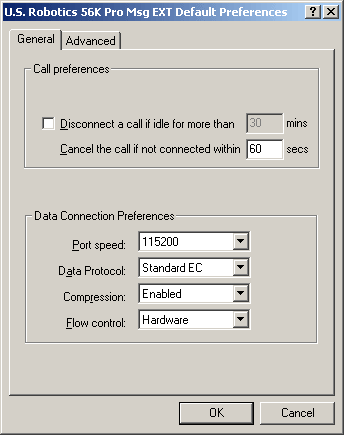 U.S. Robotics 56K Pro Msg EXT Default Preferences
General Advanced
Call preferences
Disconnect a call if idle for more than 30 mins
Cancel the call if not connected within 60 secs
Data Connection Preferences
Port speed: 115200
Data Protocol: Standard EC
Compression: Enabled
Flow control: Hardware
OK Cancel